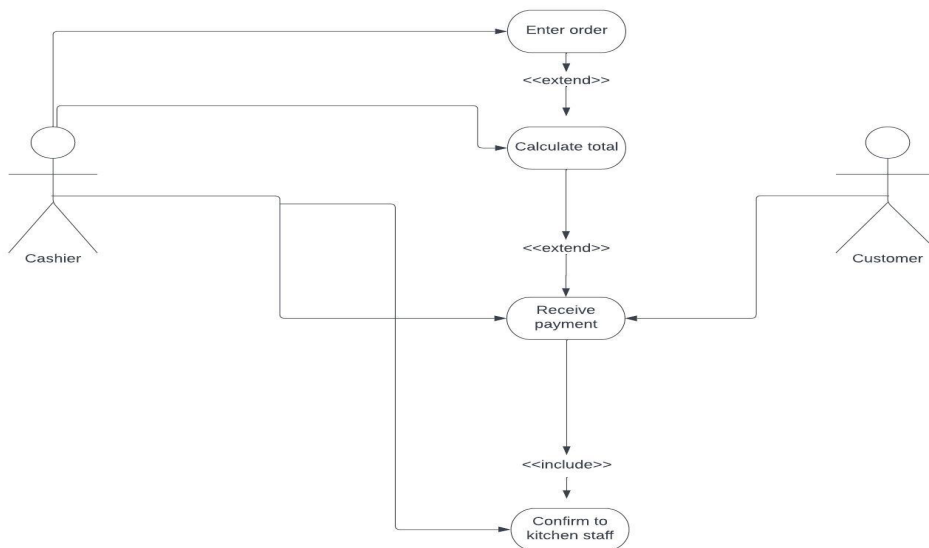 Enter order
<<extend>>
Calculate total
<<extend>>
Cashier
Customer
Receive
payment
<<include>>
Confirm to
kitchen staff